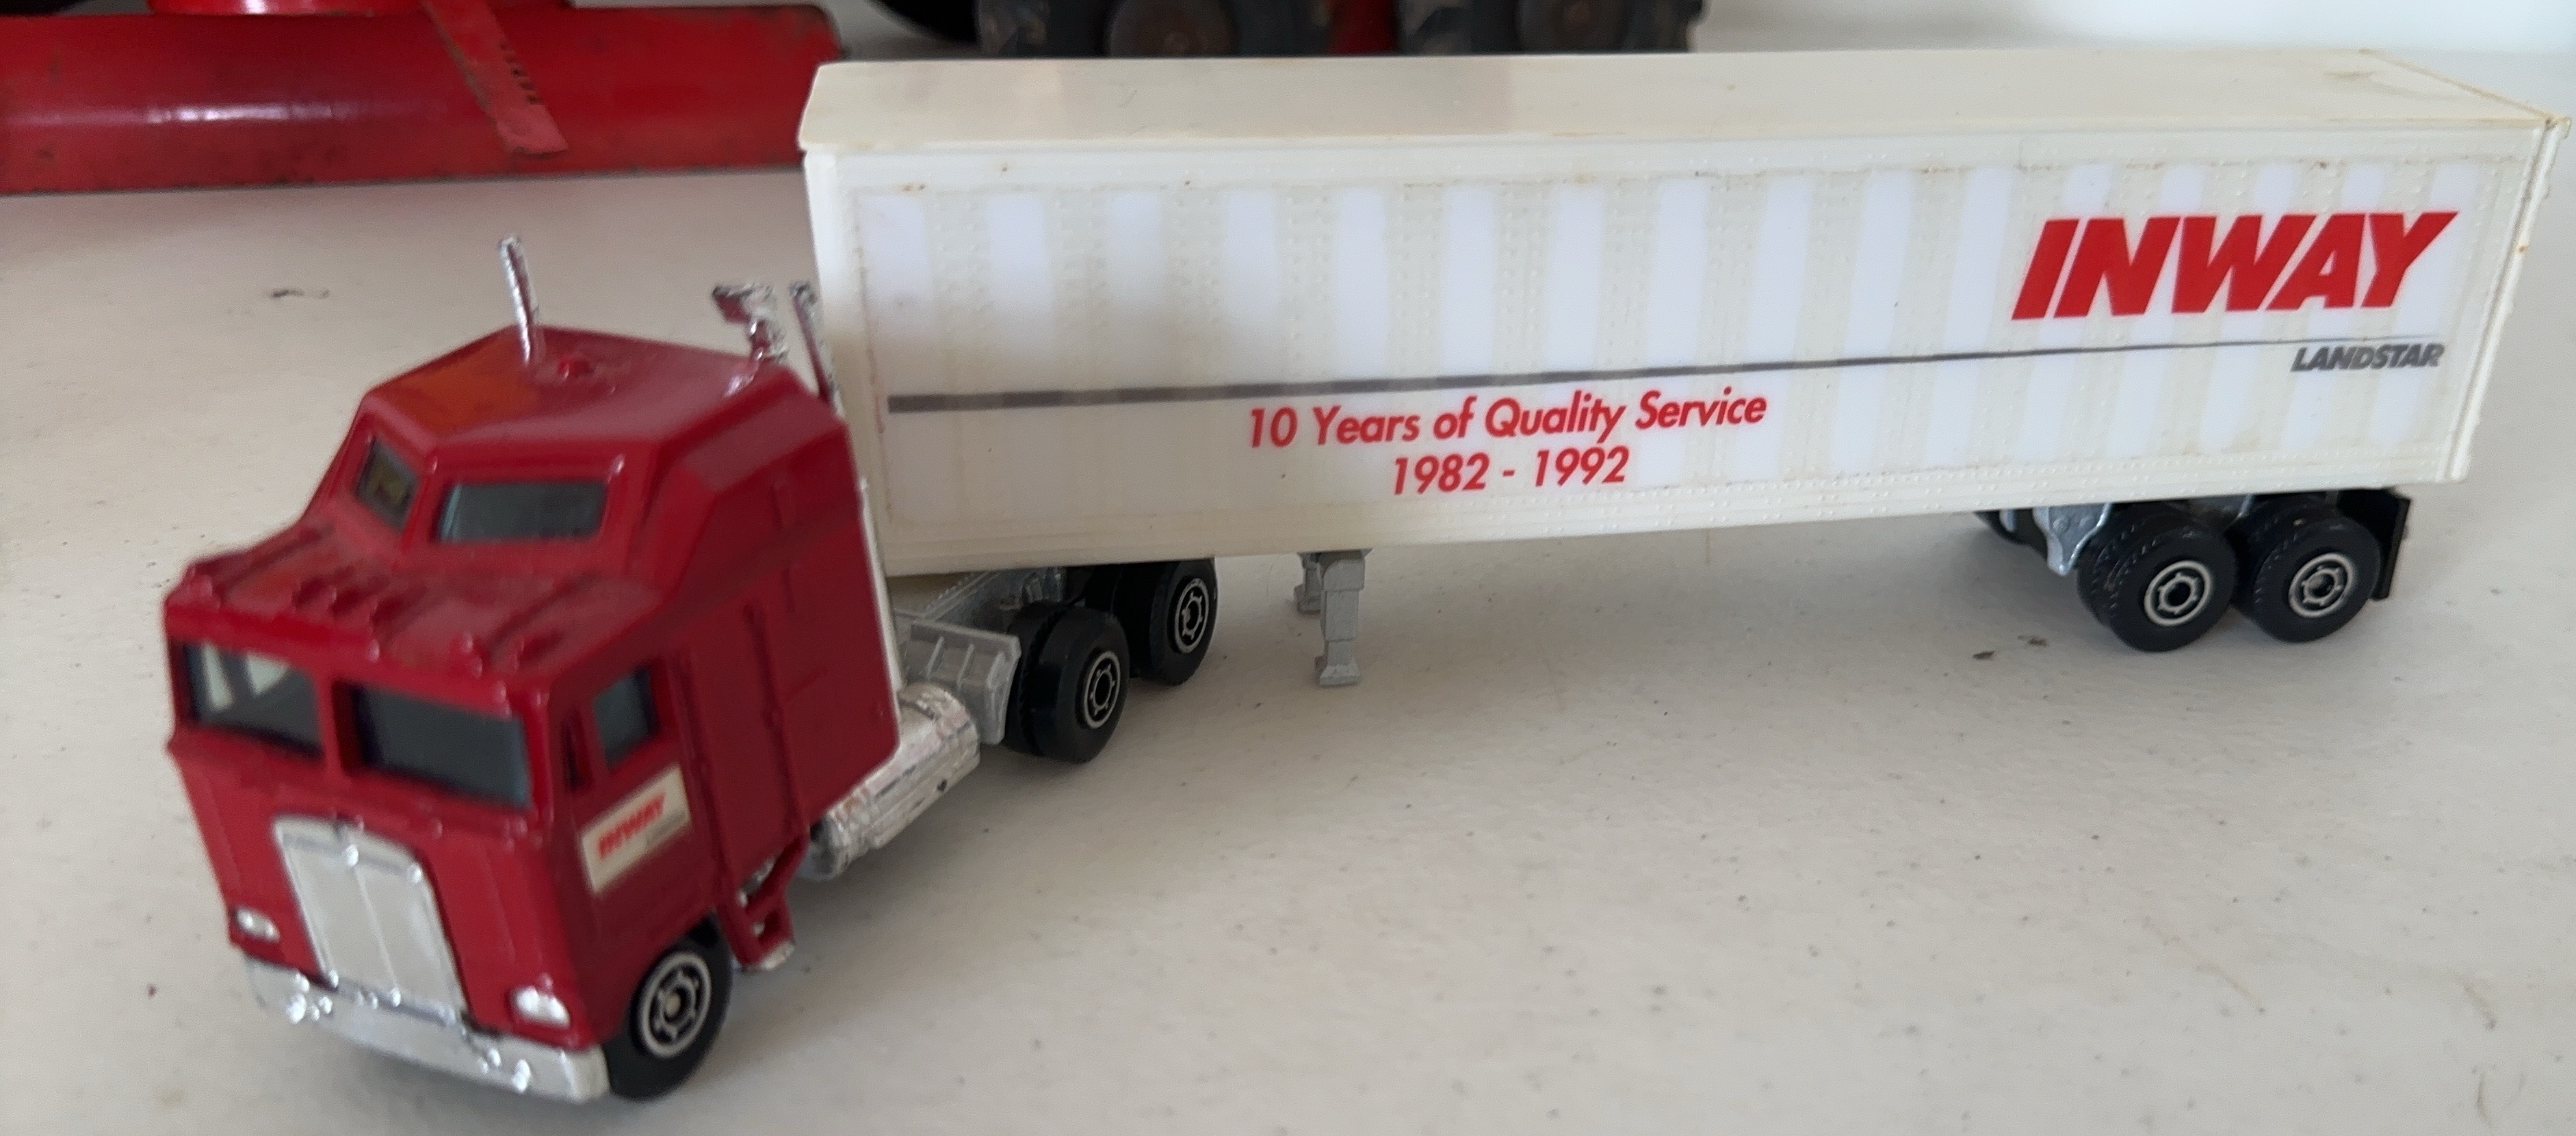 INWAY
LANDSTAR
10 Years of Quality Service
1982 - 1992
INWAY